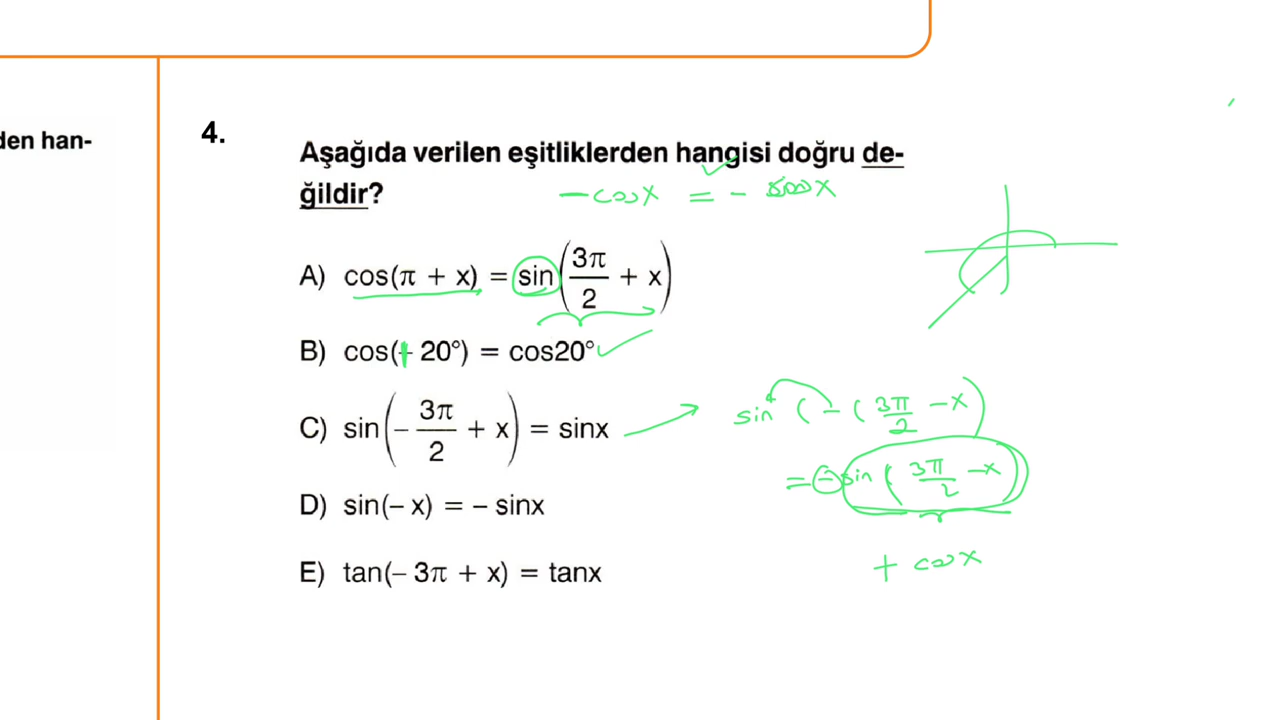 den han-
4.
Aşağıda verilen eşitliklerden hangisi doğru de-
ğildir?
-cosx = - cosx
A) cos(π + x) = sin(3π/2 + x)
B) cos(- 20°) = cos20°
C) sin(- 3π/2 + x) = sinx
sin (-(3π/2 -x)
= -sin (3π/2 -x))
D) sin(– x) = – sinx
+ cosx
E) tan(– 3π + x) = tanx